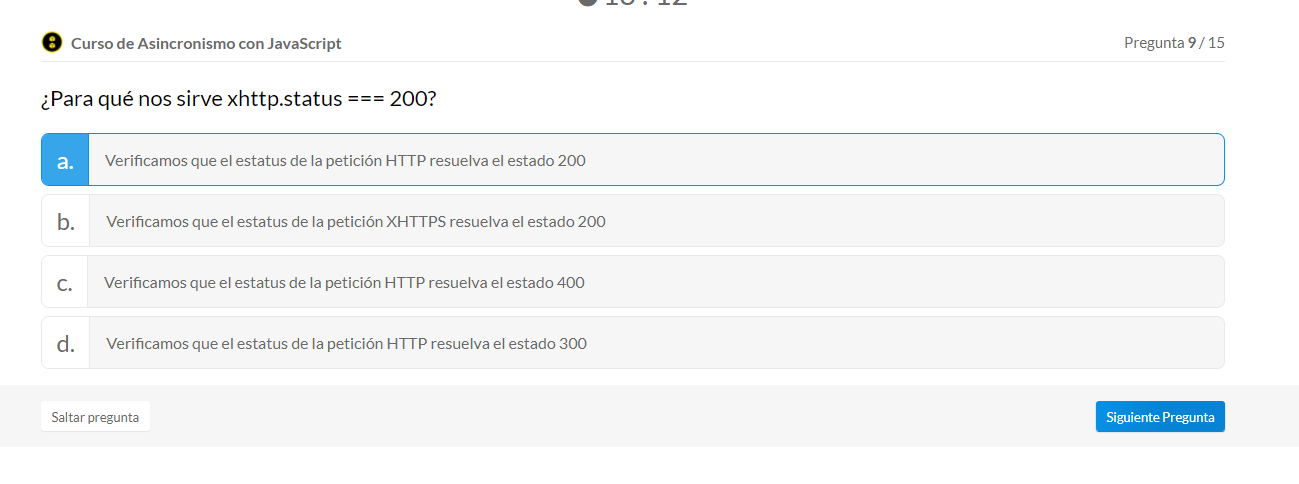 Curso de Asincronismo con JavaScript
Pregunta 9 / 15
¿Para qué nos sirve xhttp.status === 200?
a. Verificamos que el estatus de la petición HTTP resuelva el estado 200
b. Verificamos que el estatus de la petición XHTTPS resuelva el estado 200
c. Verificamos que el estatus de la petición HTTP resuelva el estado 400
d. Verificamos que el estatus de la petición HTTP resuelva el estado 300
Saltar pregunta
Siguiente Pregunta